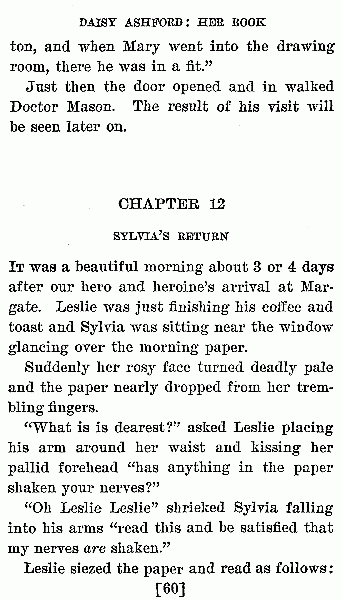 DAISY ASHFORD: HER BOOK
ton, and when Mary went into the drawing
room, there he was in a fit.”
Just then the door opened and in walked
Doctor Mason. The result of his visit will
be seen later on.
CHAPTER 12
SYLVIA’S RETURN
IT was a beautiful morning about 3 or 4 days
after our hero and heroine’s arrival at Mar-
gate. Leslie was just finishing his coffee and
toast and Sylvia was sitting near the window
glancing over the morning paper.
Suddenly her rosy face turned deadly pale
and the paper nearly dropped from her trem-
bling fingers.
“What is is dearest?” asked Leslie placing
his arm around her waist and kissing her
pallid forehead “has anything in the paper
shaken your nerves?”
“Oh Leslie Leslie” shrieked Sylvia falling
into his arms “read this and be satisfied that
my nerves are shaken.”
Leslie siezed the paper and read as follows:
[60]